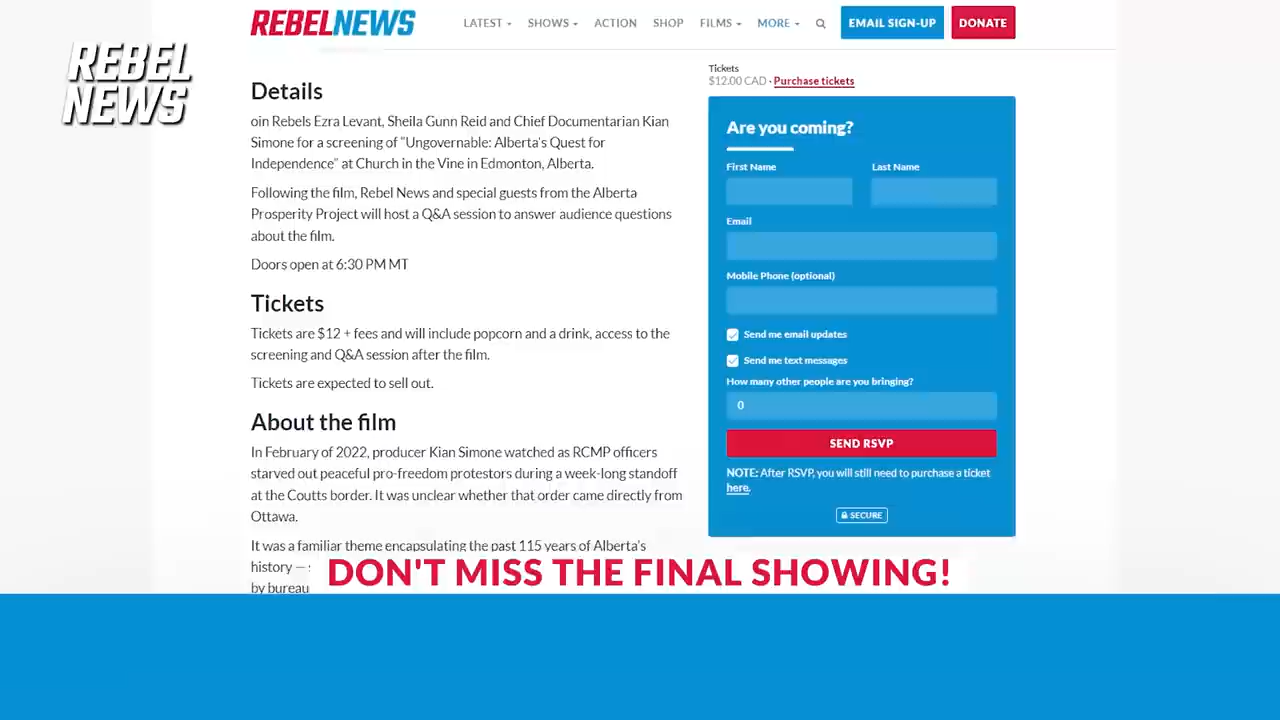 REBELNEWS
LATEST
SHOWS
ACTION
SHOP
FILMS
MORE
EMAIL SIGN-UP
DONATE
REBEL
NEWS
Details
oin Rebels Ezra Levant, Sheila Gunn Reid and Chief Documentarian Kian
Simone for a screening of "Ungovernable: Alberta's Quest for
Independence" at Church in the Vine in Edmonton, Alberta.
Following the film, Rebel News and special guests from the Alberta
Prosperity Project will host a Q&A session to answer audience questions
about the film.
Doors open at 6:30 PM MT
Tickets
Tickets are $12 + fees and will include popcorn and a drink, access to the
screening and Q&A session after the film.
Tickets are expected to sell out.
About the film
In February of 2022, producer Kian Simone watched as RCMP officers
starved out peaceful pro-freedom protestors during a week-long standoff
at the Coutts border. It was unclear whether that order came directly from
Ottawa.
It was a familiar theme encapsulating the past 115 years of Alberta's
history —
by
Tickets
$12.00 CAD · Purchase tickets
Are you coming?
First Name
Last Name
Email
Mobile Phone (optional)
Send me email updates
Send me text messages
How many other people are you bringing?
0
SEND RSVP
NOTE: After RSVP, you will still need to purchase a ticket
here.
SECURE
DON'T MISS THE FINAL SHOWING!